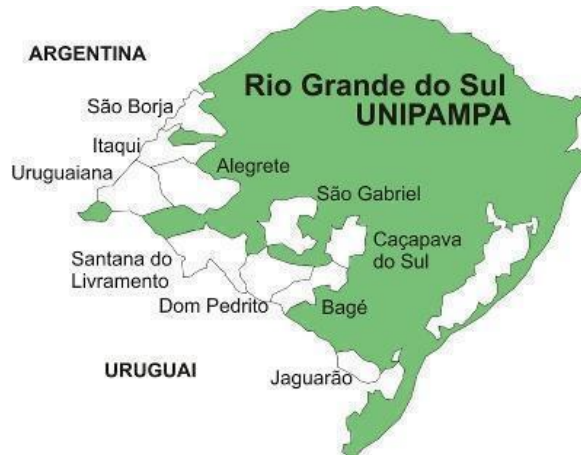 ARGENTINA
Rio Grande do Sul
UNIPAMPA
São Borja
Itaqui
Uruguaiana
Alegrete
São Gabriel
Santana do
Livramento
Caçapava
do Sul
Dom Pedrito
Bagé
URUGUAI
Jaguarão